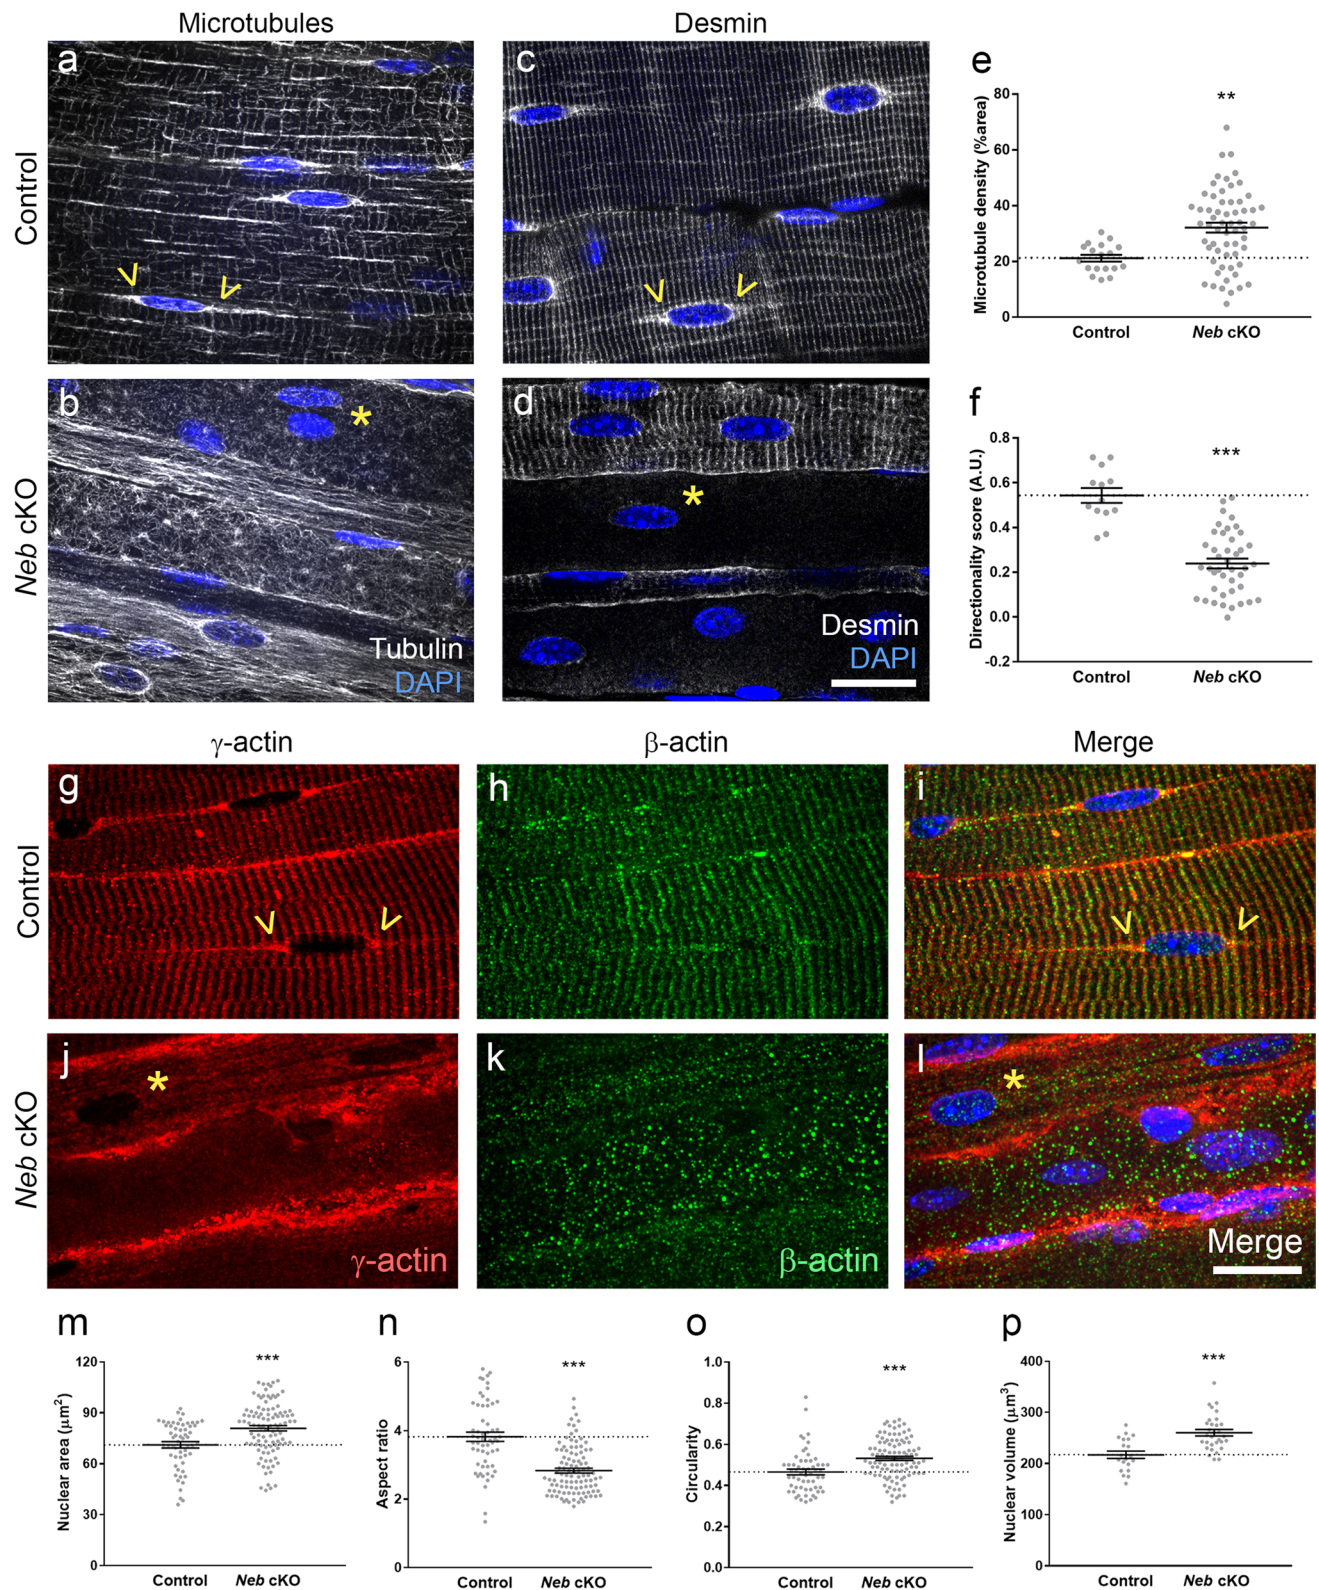 Microtubules
Desmin
Control
a
c
e
Microtubule density (%area)
80
60
40
20
0
**
Control
Neb cKO
Neb cKO
b
Tubulin
DAPI
d
Desmin
DAPI
f
Directionality score (A.U.)
0.8
0.6
0.4
0.2
0.0
-0.2
***
Control
Neb cKO
γ-actin
β-actin
Merge
Control
g
h
i
Neb cKO
j
γ-actin
k
β-actin
l
Merge
m
Nuclear area (μm²)
120
90
60
30
0
***
Control
Neb cKO
n
Aspect ratio
6
4
2
0
***
Control
Neb cKO
o
Circularity
1.0
0.8
0.6
0.4
0.2
0.0
***
Control
Neb cKO
p
Nuclear volume (μm³)
400
300
200
100
0
***
Control
Neb cKO